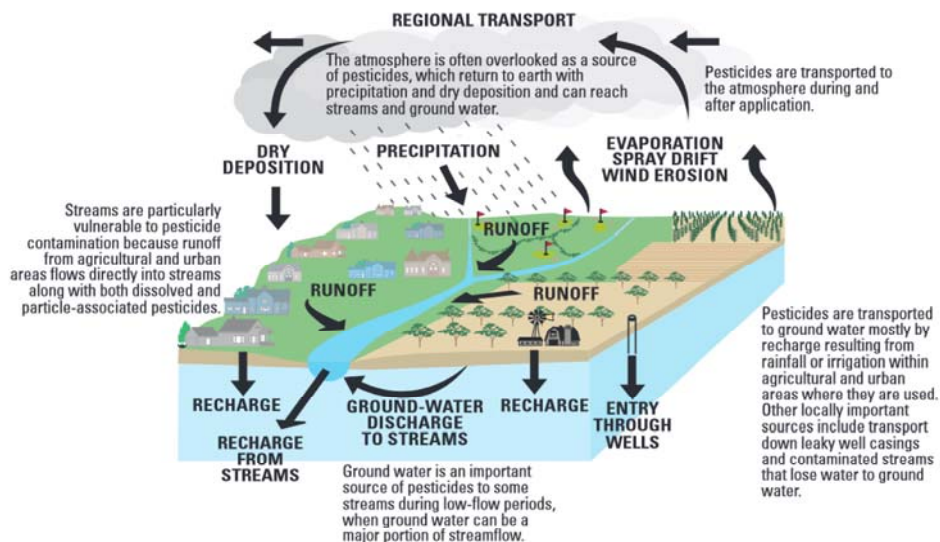 REGIONAL TRANSPORT
The atmosphere is often overlooked as a source
of pesticides, which return to earth with
precipitation and dry deposition and can reach
streams and ground water.
Pesticides are transported to
the atmosphere during and
after application.
DRY
DEPOSITION
PRECIPITATION
EVAPORATION
SPRAY DRIFT
WIND EROSION
Streams are particularly
vulnerable to pesticide
contamination because runoff
from agricultural and urban
areas flows directly into streams
along with both dissolved and
particle-associated pesticides.
RUNOFF
RUNOFF
RUNOFF
Pesticides are transported
to ground water mostly by
recharge resulting from
rainfall or irrigation within
agricultural and urban
areas where they are used.
Other locally important
sources include transport
down leaky well casings
and contaminated streams
that lose water to ground
water.
RECHARGE
RECHARGE
FROM
STREAMS
GROUND-WATER
DISCHARGE
TO STREAMS
RECHARGE
ENTRY
THROUGH
WELLS
Ground water is an important
source of pesticides to some
streams during low-flow periods,
when ground water can be a
major portion of streamflow.